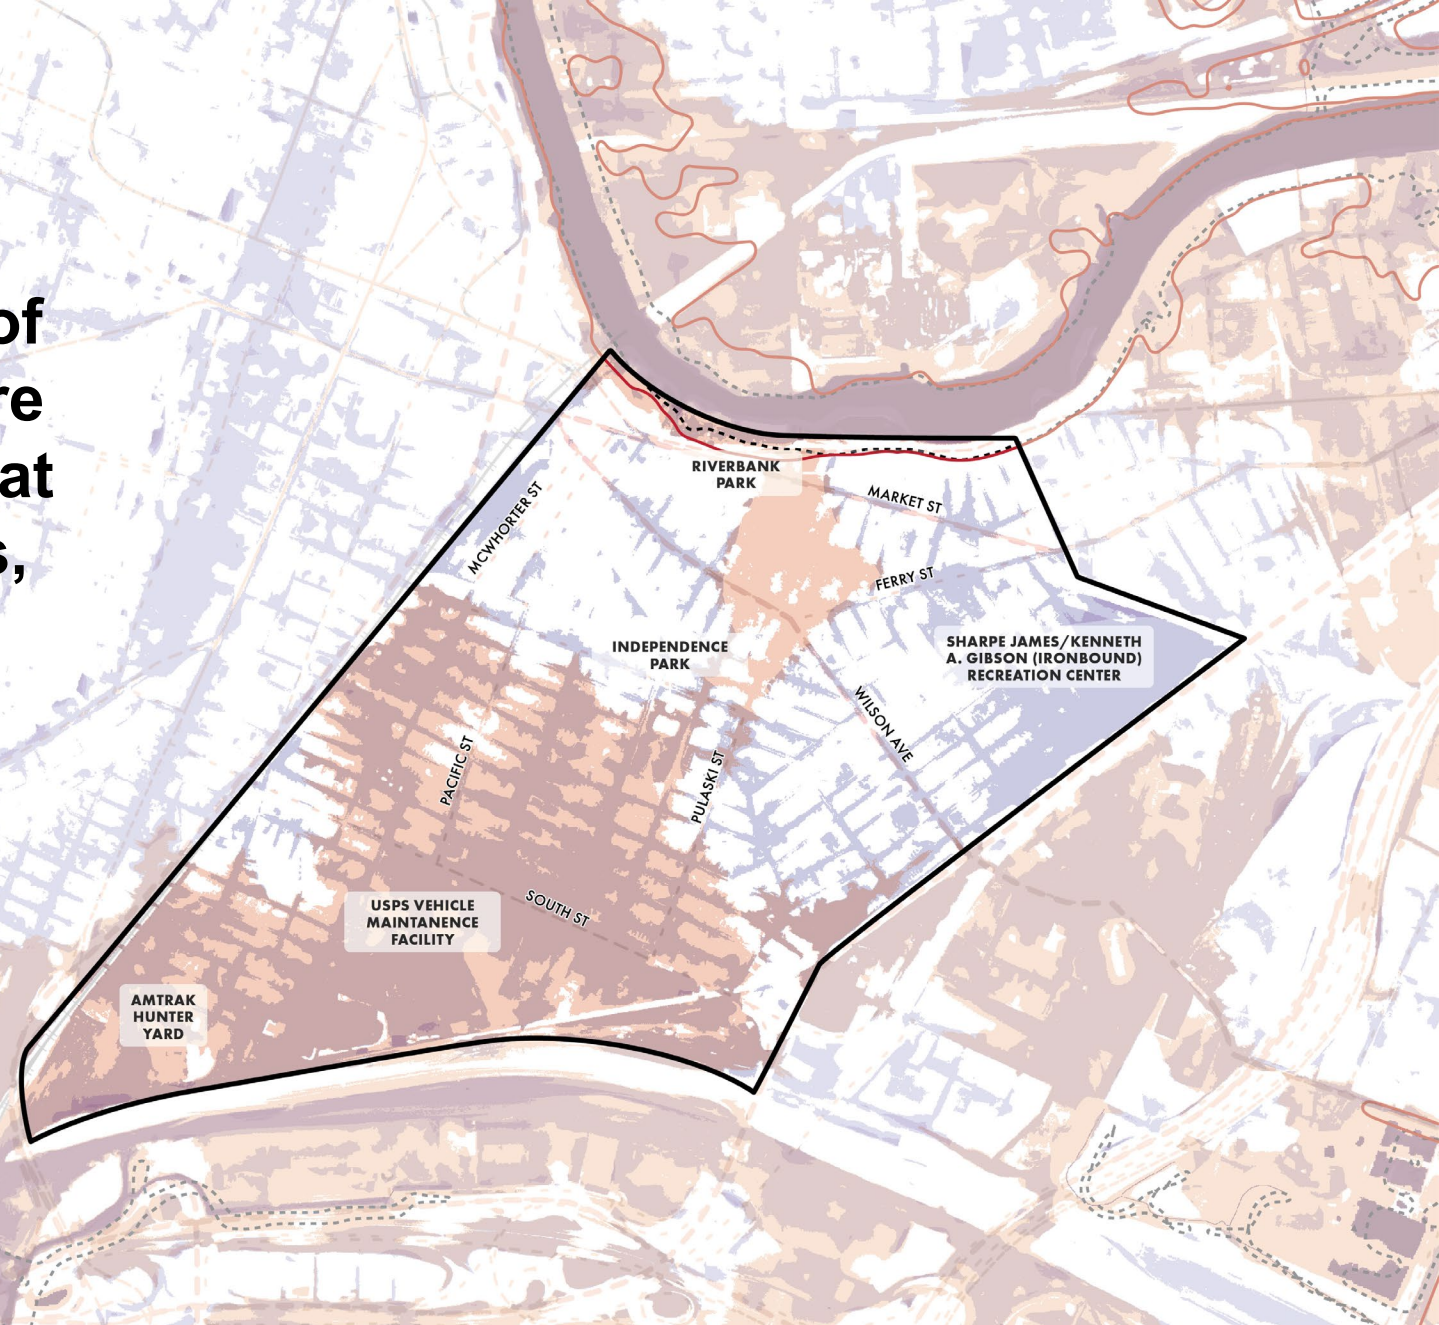 of
re
at
s,
RIVERBANK
PARK
MARKET ST
MCWHORTER ST
FERRY ST
INDEPENDENCE
PARK
SHARPE JAMES/KENNETH
A. GIBSON (IRONBOUND)
RECREATION CENTER
WILSON AVE
PACIFIC ST
PULASKI ST
USPS VEHICLE
MAINTANENCE
FACILITY
SOUTH ST
AMTRAK
HUNTER
YARD